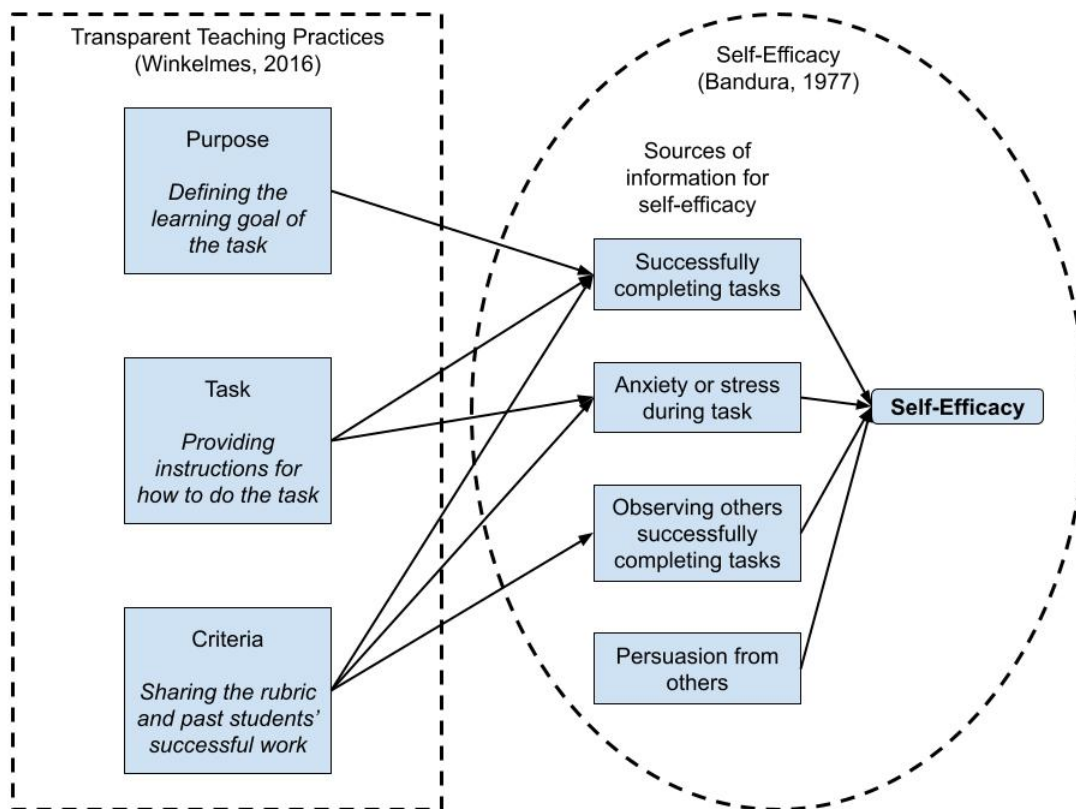 Transparent Teaching Practices
(Winkelmes, 2016)
Purpose
Defining the
learning goal of
the task
Task
Providing
instructions for
how to do the task
Criteria
Sharing the rubric
and past students’
successful work
Self-Efficacy
(Bandura, 1977)
Sources of
information for
self-efficacy
Successfully
completing tasks
Anxiety or stress
during task
Observing others
successfully
completing tasks
Persuasion from
others
Self-Efficacy